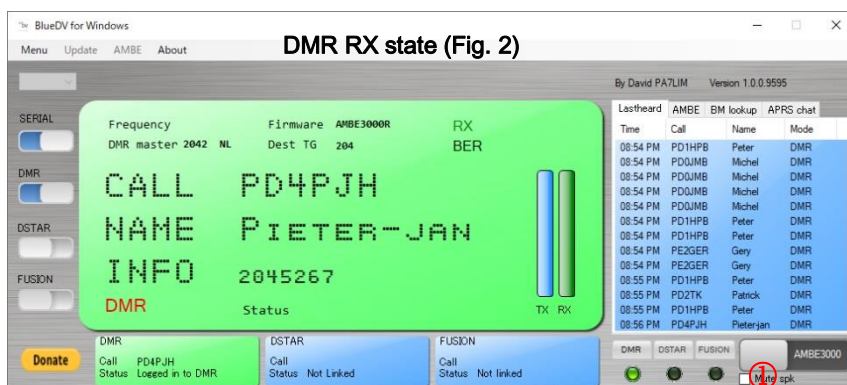 BlueDV for Windows
DMR RX state (Fig. 2)
Menu Update AMBE About
By David PA7LIM Version 1.0.0.9595
SERIAL
DMR
DSTAR
FUSION
Donate
Frequency Firmware AMBE3000R RX
DMR master 2042 NL Dest TG 204 BER
CALL PD4PJH
NAME PIETER-JAN
INFO 2045267
DMR
Status TX RX
DMR
Call PD4PJH
Status Logged in to DMR
DSTAR
Call
Status Not Linked
FUSION
Call
Status Not linked
Lastheard AMBE BM lookup APRS chat
Time Call Name Mode
08:54 PM PD1HPB Peter DMR
08:54 PM PD0JMB Michel DMR
08:54 PM PD0JMB Michel DMR
08:54 PM PD0JMB Michel DMR
08:54 PM PD0JMB Michel DMR
08:54 PM PD1HPB Peter DMR
08:54 PM PD1HPB Peter DMR
08:54 PM PE2GER Gery DMR
08:54 PM PE2GER Gery DMR
08:55 PM PD1HPB Peter DMR
08:55 PM PD2TK Patrick DMR
08:55 PM PD1HPB Peter DMR
08:56 PM PD4PJH Pieter-jan DMR
DMR DSTAR FUSION AMBE3000
① Mute spk